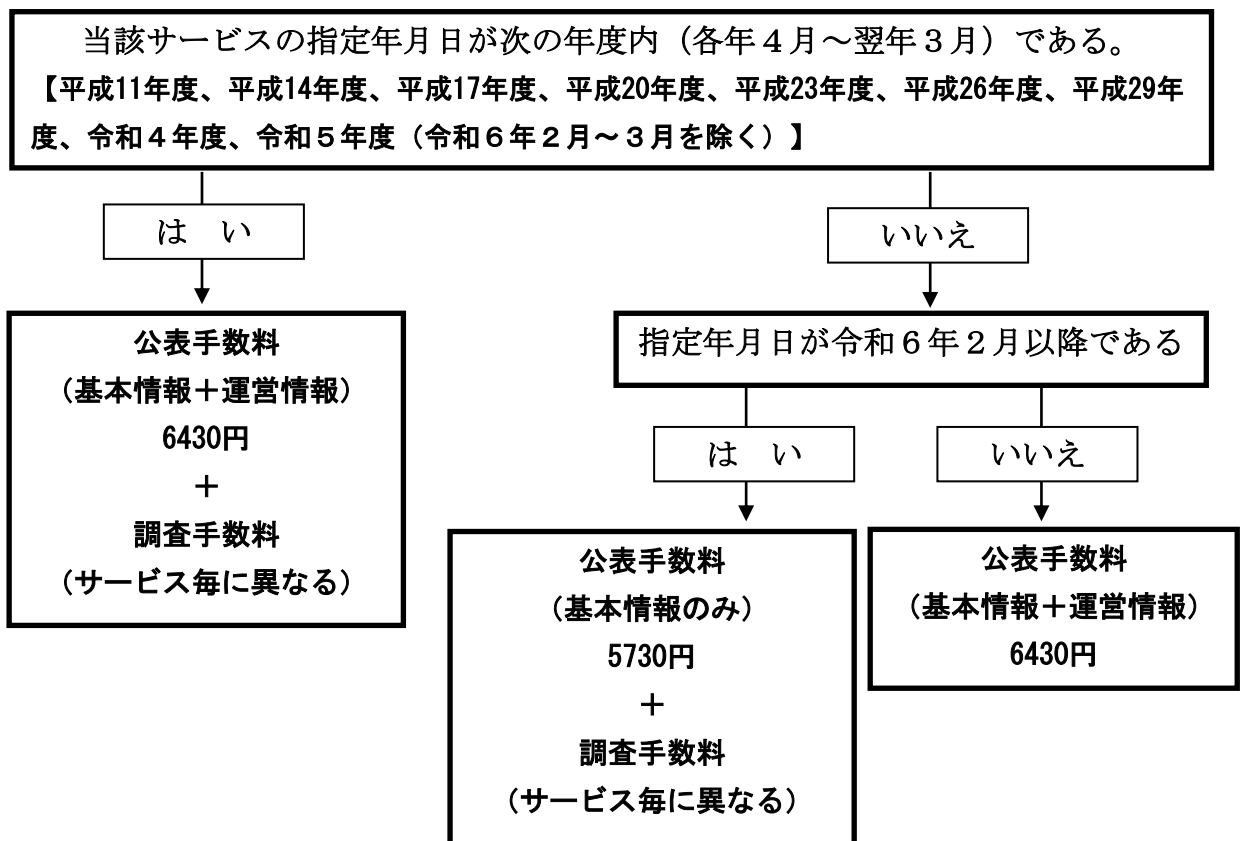 当該サービスの指定年月日が次の年度内（各年４月～翌年３月）である。
【平成11年度、平成14年度、平成17年度、平成20年度、平成23年度、平成26年度、平成29年
度、令和４年度、令和５年度（令和６年２月～３月を除く）】
は　い
いいえ
公表手数料
（基本情報＋運営情報）
6430円
＋
調査手数料
（サービス毎に異なる）
指定年月日が令和６年２月以降である
は　い
いいえ
公表手数料
（基本情報のみ）
5730円
＋
調査手数料
（サービス毎に異なる）
公表手数料
（基本情報＋運営情報）
6430円